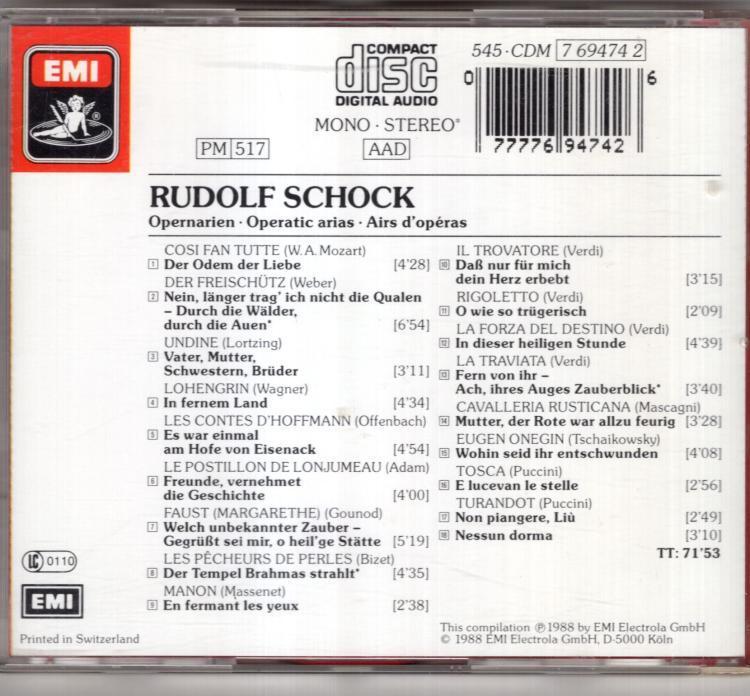 EMI
COMPACT
disc
DIGITAL AUDIO
MONO · STEREO*
PM 517
AAD
545 · CDM 7 69474 2
0 77776 94742 6
RUDOLF SCHOCK
Opernarien · Operatic arias · Airs d'opéras
COSI FAN TUTTE (W. A. Mozart)
1 Der Odem der Liebe [4'28]
DER FREISCHÜTZ (Weber)
2 Nein, länger trag' ich nicht die Qualen
– Durch die Wälder,
durch die Auen* [6'54]
UNDINE (Lortzing)
3 Vater, Mutter,
Schwestern, Brüder [3'11]
LOHENGRIN (Wagner)
4 In fernem Land [4'34]
LES CONTES D'HOFFMANN (Offenbach)
5 Es war einmal
am Hofe von Eisenack [4'54]
LE POSTILLON DE LONJUMEAU (Adam)
6 Freunde, vernehmet
die Geschichte [4'00]
FAUST (MARGARETHE) (Gounod)
7 Welch unbekannter Zauber –
Gegrüßt sei mir, o heil'ge Stätte [5'19]
LES PÊCHEURS DE PERLES (Bizet)
8 Der Tempel Brahmas strahlt* [4'35]
MANON (Massenet)
9 En fermant les yeux [2'38]
IL TROVATORE (Verdi)
10 Daß nur für mich
dein Herz erbebt [3'15]
RIGOLETTO (Verdi)
11 O wie so trügerisch [2'09]
LA FORZA DEL DESTINO (Verdi)
12 In dieser heiligen Stunde [4'39]
LA TRAVIATA (Verdi)
13 Fern von ihr –
Ach, ihres Auges Zauberblick* [3'40]
CAVALLERIA RUSTICANA (Mascagni)
14 Mutter, der Rote war allzu feurig [3'28]
EUGEN ONEGIN (Tschaikowsky)
15 Wohin seid ihr entschwunden [4'08]
TOSCA (Puccini)
16 E lucevan le stelle [2'56]
TURANDOT (Puccini)
17 Non piangere, Liù [2'49]
18 Nessun dorma [3'10]
TT: 71'53
LC 0110
EMI
Printed in Switzerland
This compilation ℗ 1988 by EMI Electrola GmbH
© 1988 EMI Electrola GmbH, D-5000 Köln